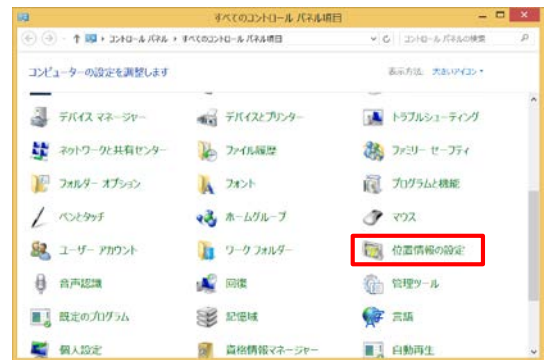 すべてのコントロール パネル項目
コントロール パネル すべてのコントロール パネル項目 コントロール パネルの検索
コンピューターの設定を調整します 表示方法: 大きいアイコン
デバイス マネージャー デバイスとプリンター トラブルシューティング
ネットワークと共有センター ファイル履歴 ファミリー セーフティ
フォルダー オプション フォント プログラムと機能
ペンとタッチ ホームグループ マウス
ユーザー アカウント ワーク フォルダー 位置情報の設定
音声認識 回復 管理ツール
既定のプログラム 記憶域 言語
個人設定 資格情報マネージャー 自動再生